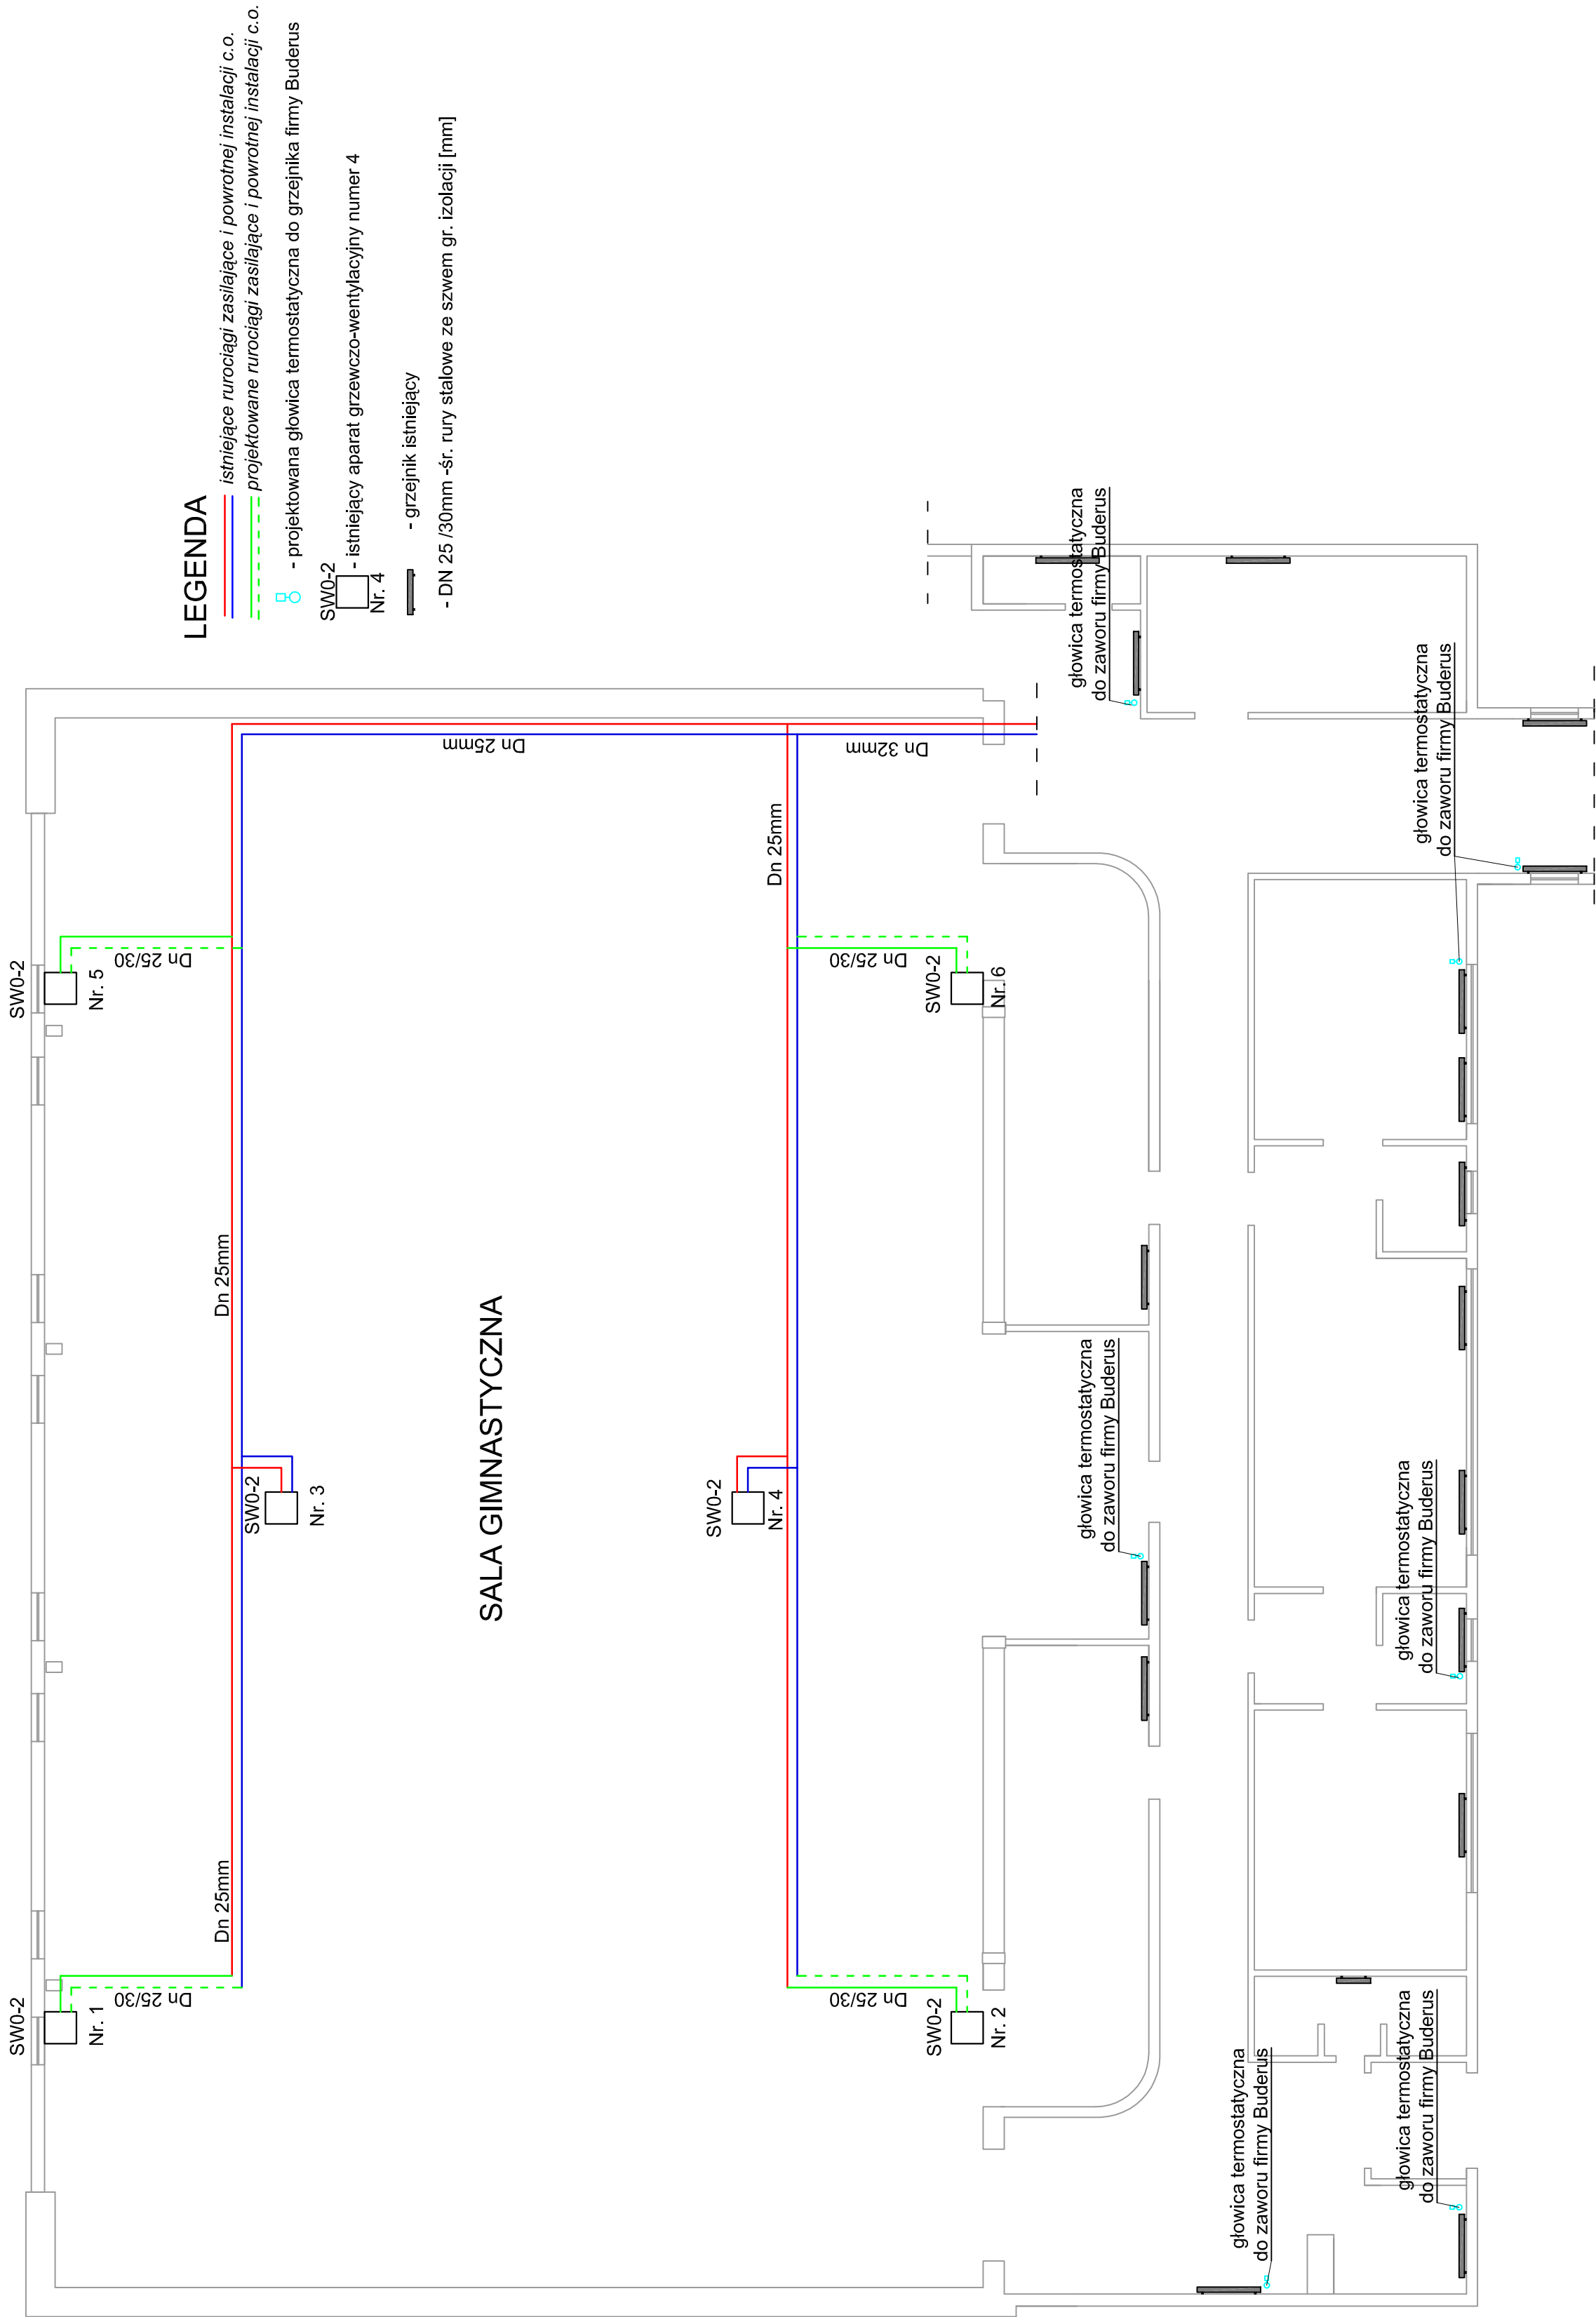 LEGENDA
istniejące rurociągi zasilające i powrotnej instalacji c.o.
projektowane rurociągi zasilające i powrotnej instalacji c.o.
- projektowana głowica termostatyczna do grzejnika firmy Buderus
SW0-2
- istniejący aparat grzewczo-wentylacyjny numer 4
Nr. 4
- grzejnik istniejący
- DN 25 /30mm -śr. rury stalowe ze szwem gr. izolacji [mm]
SW0-2
Nr. 1
Dn 25/30
Dn 25mm
SW0-2
Nr. 3
Dn 25mm
SW0-2
Nr. 5
Dn 25/30
Dn 25mm
SALA GIMNASTYCZNA
SW0-2
Nr. 4
Dn 25mm
Dn 32mm
SW0-2
Nr. 2
Dn 25/30
SW0-2
Nr. 6
Dn 25/30
głowica termostatyczna
do zaworu firmy Buderus
głowica termostatyczna
do zaworu firmy Buderus
głowica termostatyczna
do zaworu firmy Buderus
głowica termostatyczna
do zaworu firmy Buderus
głowica termostatyczna
do zaworu firmy Buderus
głowica termostatyczna
do zaworu firmy Buderus